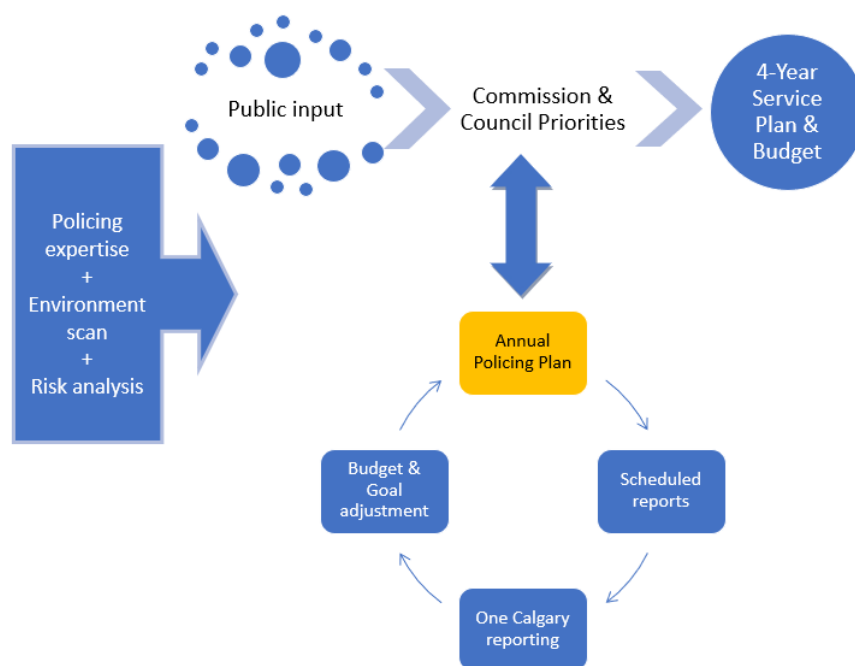 Public input
Commission &
Council Priorities
4-Year
Service
Plan &
Budget
Policing
expertise
+
Environment
scan
+
Risk analysis
Annual
Policing Plan
Budget &
Goal
adjustment
Scheduled
reports
One Calgary
reporting